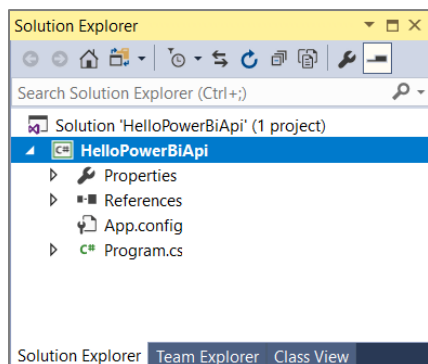 Solution Explorer
Search Solution Explorer (Ctrl+;)
Solution 'HelloPowerBiApi' (1 project)
C# HelloPowerBiApi
Properties
References
App.config
C# Program.cs
Solution Explorer Team Explorer Class View